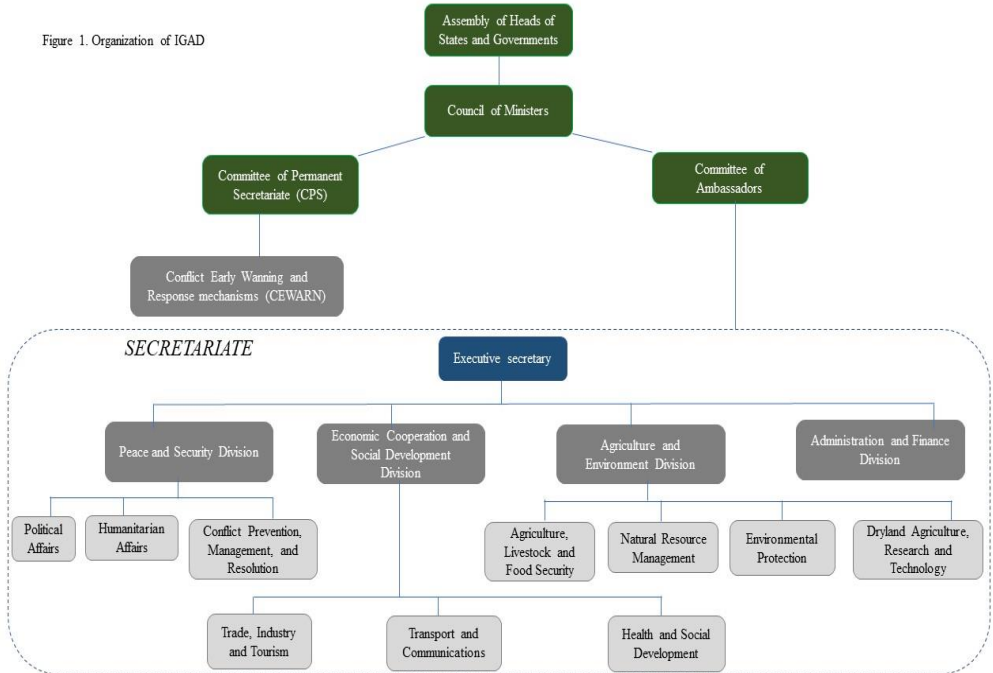 Figure 1. Organization of IGAD
Assembly of Heads of
States and Governments
Council of Ministers
Committee of Permanent
Secretariate (CPS)
Committee of
Ambassadors
Conflict Early Wanning and
Response mechanisms (CEWARN)
SECRETARIATE
Executive secretary
Peace and Security Division
Economic Cooperation and
Social Development
Division
Agriculture and
Environment Division
Administration and Finance
Division
Political
Affairs
Humanitarian
Affairs
Conflict Prevention,
Management, and
Resolution
Agriculture,
Livestock and
Food Security
Natural Resource
Management
Environmental
Protection
Dryland Agriculture,
Research and
Technology
Trade, Industry
and Tourism
Transport and
Communications
Health and Social
Development